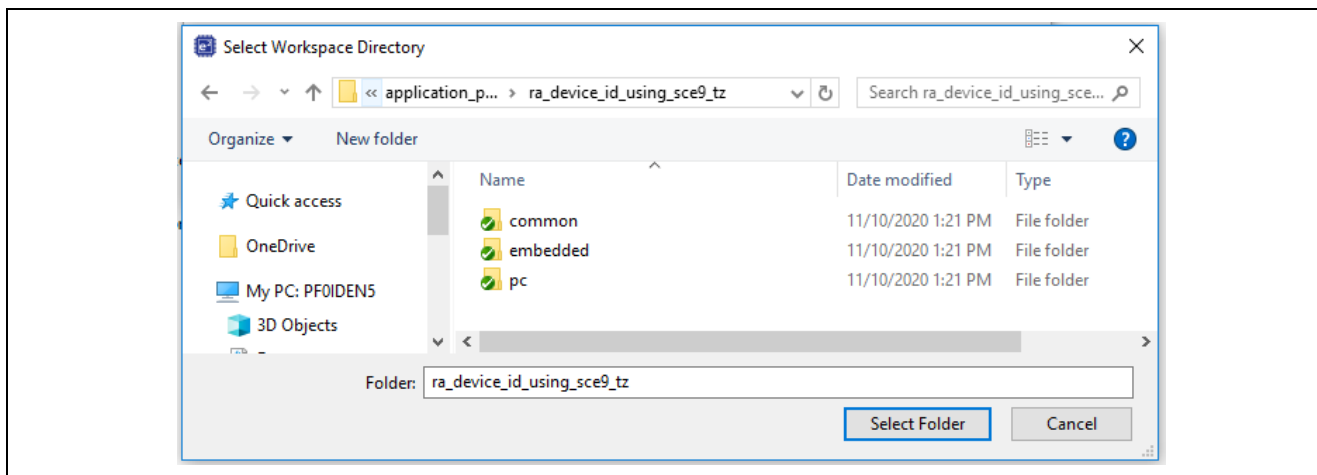 Select Workspace Directory
« application_p... › ra_device_id_using_sce9_tz
Search ra_device_id_using_sce...
Organize
New folder
?
Name
Date modified
Type
Quick access
OneDrive
My PC: PF0IDEN5
3D Objects
common 11/10/2020 1:21 PM File folder
embedded 11/10/2020 1:21 PM File folder
pc 11/10/2020 1:21 PM File folder
Folder: ra_device_id_using_sce9_tz
Select Folder
Cancel